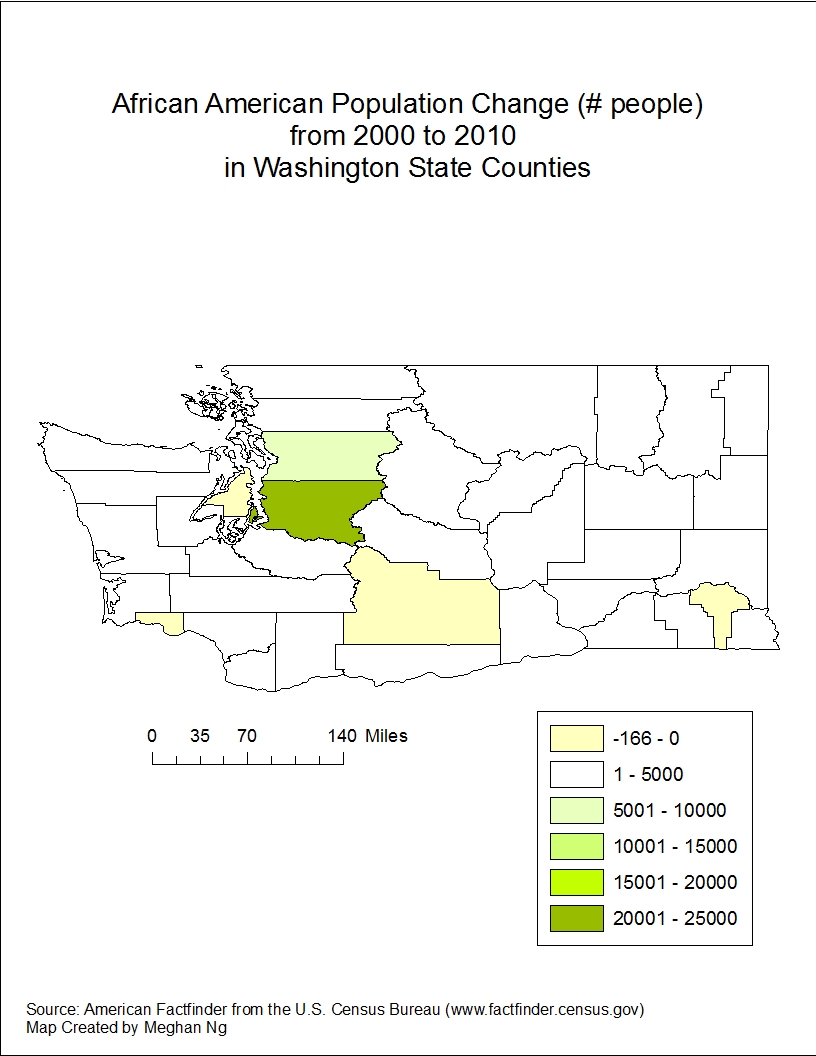 African American Population Change (# people)
from 2000 to 2010
in Washington State Counties
0 35 70 140 Miles
-166 - 0
1 - 5000
5001 - 10000
10001 - 15000
15001 - 20000
20001 - 25000
Source: American Factfinder from the U.S. Census Bureau (www.factfinder.census.gov)
Map Created by Meghan Ng